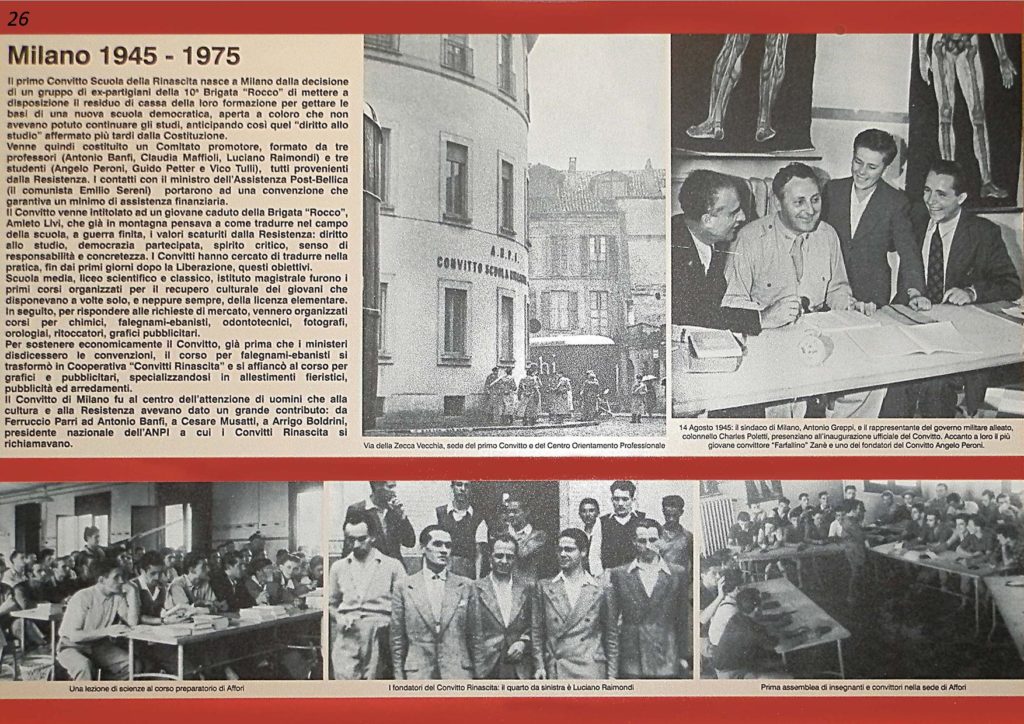 26
Milano 1945 - 1975
Il primo Convitto Scuola della Rinascita nasce a Milano dalla decisione
di un gruppo di ex-partigiani della 10ª Brigata "Rocco" di mettere a
disposizione il residuo di cassa della loro formazione per gettare le
basi di una nuova scuola democratica, aperta a coloro che non
avevano potuto continuare gli studi, anticipando così quel "diritto allo
studio" affermato più tardi dalla Costituzione.
Venne quindi costituito un Comitato promotore, formato da tre
professori (Antonio Banfi, Claudia Maffioli, Luciano Raimondi) e tre
studenti (Angelo Peroni, Guido Petter e Vico Tulli), tutti provenienti
dalla Resistenza. I contatti con il ministro dell'Assistenza Post-Bellica
(il comunista Emilio Sereni) portarono ad una convenzione che
garantiva un minimo di assistenza finanziaria.
Il Convitto venne intitolato ad un giovane caduto della Brigata "Rocco",
Amleto Livi, che già in montagna pensava a come tradurre nel campo
della scuola, a guerra finita, i valori scaturiti dalla Resistenza: diritto
allo studio, democrazia partecipata, spirito critico, senso di
responsabilità e concretezza. I Convitti hanno cercato di tradurre nella
pratica, fin dai primi giorni dopo la Liberazione, questi obiettivi.
Scuola media, liceo scientifico e classico, istituto magistrale furono i
primi corsi organizzati per il recupero culturale dei giovani che
disponevano a volte solo, e neppure sempre, della licenza elementare.
In seguito, per rispondere alle richieste di mercato, vennero organizzati
corsi per chimici, falegnami-ebanisti, odontotecnici, fotografi,
orologiai, ritoccatori, grafici pubblicitari.
Per sostenere economicamente il Convitto, già prima che i ministeri
disdicessero le convenzioni, il corso per falegnami-ebanisti si
trasformò in Cooperativa "Convitti Rinascita" e si affiancò al corso per
grafici e pubblicitari, specializzandosi in allestimenti fieristici,
pubblicità ed arredamenti.
Il Convitto di Milano fu al centro dell'attenzione di uomini che alla
cultura e alla Resistenza avevano dato un grande contributo: da
Ferruccio Parri ad Antonio Banfi, a Cesare Musatti, a Arrigo Boldrini,
presidente nazionale dell'ANPI a cui i Convitti Rinascita si
richiamavano.
A.N.P.I.
CONVITTO SCUOLA
Via della Zecca Vecchia, sede del primo Convitto e del Centro Orientamento Professionale
14 Agosto 1945: il sindaco di Milano, Antonio Greppi, e il rappresentante del governo militare alleato,
colonnello Charles Poletti, presenziano all'inaugurazione ufficiale del Convitto. Accanto a loro il più
giovane convittore "Farfallino" Zanè e uno dei fondatori del Convitto Angelo Peroni.
Una lezione di scienze al corso preparatorio di Affori
I fondatori del Convitto Rinascita: il quarto da sinistra è Luciano Raimondi
Prima assemblea di insegnanti e convittori nella sede di Affori